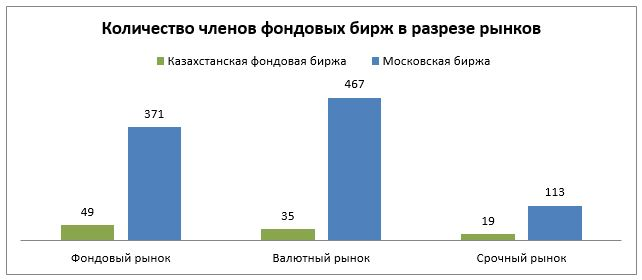 Количество членов фондовых бирж в разрезе рынков
Казахстанска фондовая биржа Московская биржа
49 371 35 467 19 113
Фондовый рынок Валютный рынок Срочный рынок